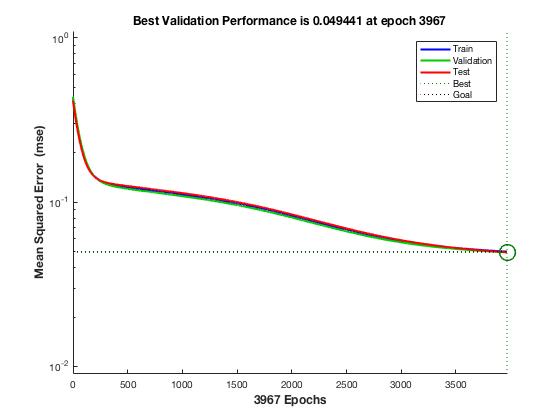 Best Validation Performance is 0.049441 at epoch 3967
10^0
10^-1
10^-2
Mean Squared Error (mse)
Train
Validation
Test
Best
Goal
0 500 1000 1500 2000 2500 3000 3500
3967 Epochs